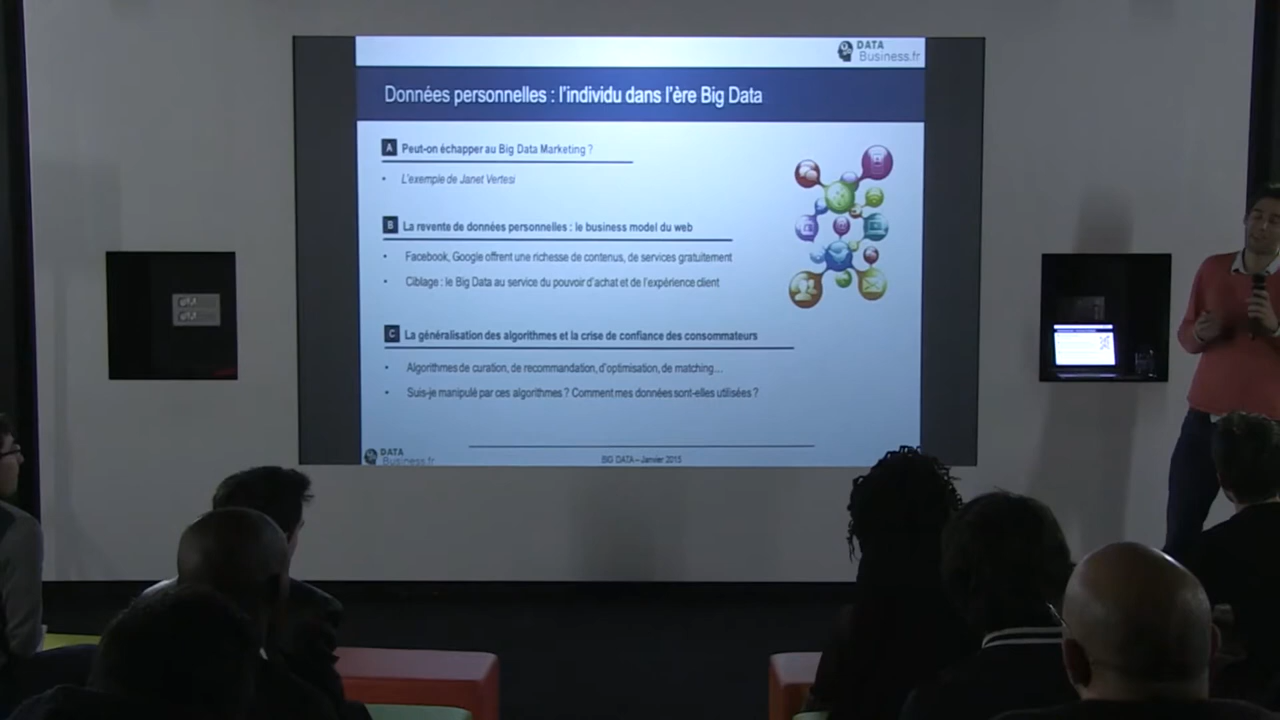 DATA
Business.fr
Données personnelles : l'individu dans l'ère Big Data
A Peut-on échapper au Big Data Marketing ?
• L'exemple de Janet Vertesi
B La revente de données personnelles : le business model du web
• Facebook, Google offrent une richesse de contenus, de services gratuitement
• Ciblage : le Big Data au service du pouvoir d'achat et de l'expérience client
C La généralisation des algorithmes et la crise de confiance des consommateurs
• Algorithmes de curation, de recommandation, d'optimisation, de matching…
• Suis-je manipulé par ces algorithmes ? Comment mes données sont-elles utilisées ?
DATA
Business.fr
BIG DATA – Janvier 2015